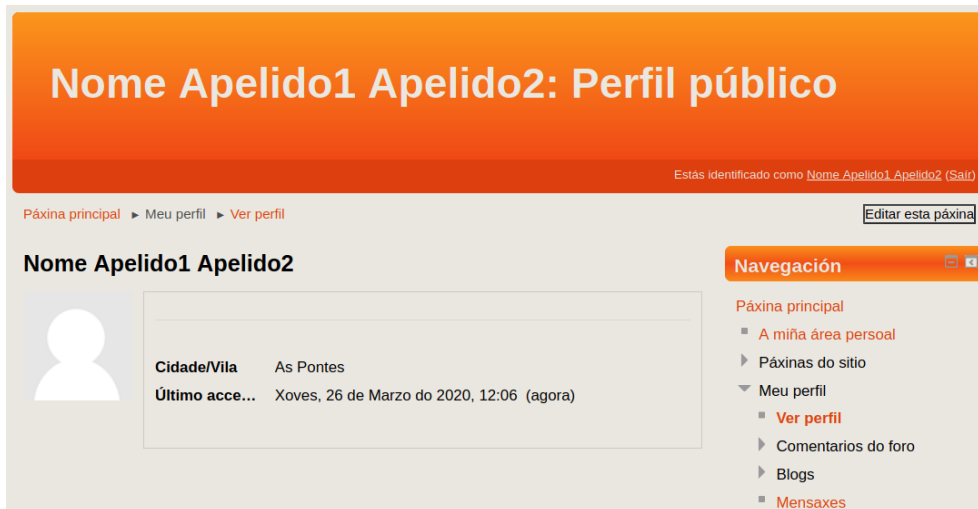 Nome Apelido1 Apelido2: Perfil público
Estás identificado como Nome Apelido1 Apelido2 (Saír)
Páxina principal ► Meu perfil ► Ver perfil
Editar esta páxina
Nome Apelido1 Apelido2
Cidade/Vila As Pontes
Último acce... Xoves, 26 de Marzo do 2020, 12:06 (agora)
Navegación
Páxina principal
A miña área persoal
Páxinas do sitio
Meu perfil
Ver perfil
Comentarios do foro
Blogs
Mensaxes